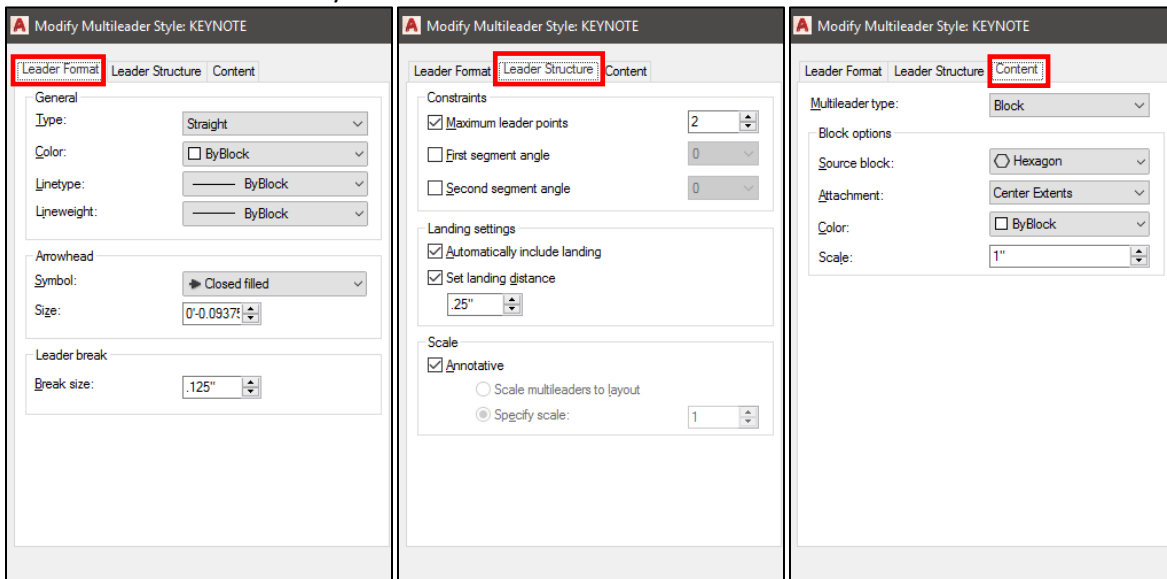 Modify Multileader Style: KEYNOTE
Leader Format Leader Structure Content
General
Type: Straight
Color: ByBlock
Linetype: ByBlock
Lineweight: ByBlock
Arrowhead
Symbol: Closed filled
Size: 0'-0.0937
Leader break
Break size: .125"
Modify Multileader Style: KEYNOTE
Leader Format Leader Structure Content
Constraints
Maximum leader points 2
First segment angle 0
Second segment angle 0
Landing settings
Automatically include landing
Set landing distance
.25"
Scale
Annotative
Scale multileaders to layout
Specify scale: 1
Modify Multileader Style: KEYNOTE
Leader Format Leader Structure Content
Multileader type: Block
Block options
Source block: Hexagon
Attachment: Center Extents
Color: ByBlock
Scale: 1"